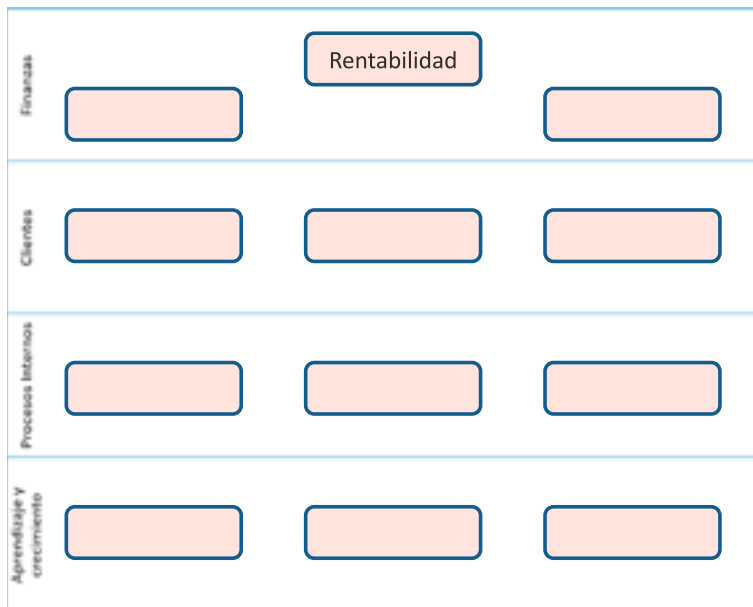 Finanzas
Rentabilidad
Clientes
Procesos Internos
Aprendizaje y
crecimiento